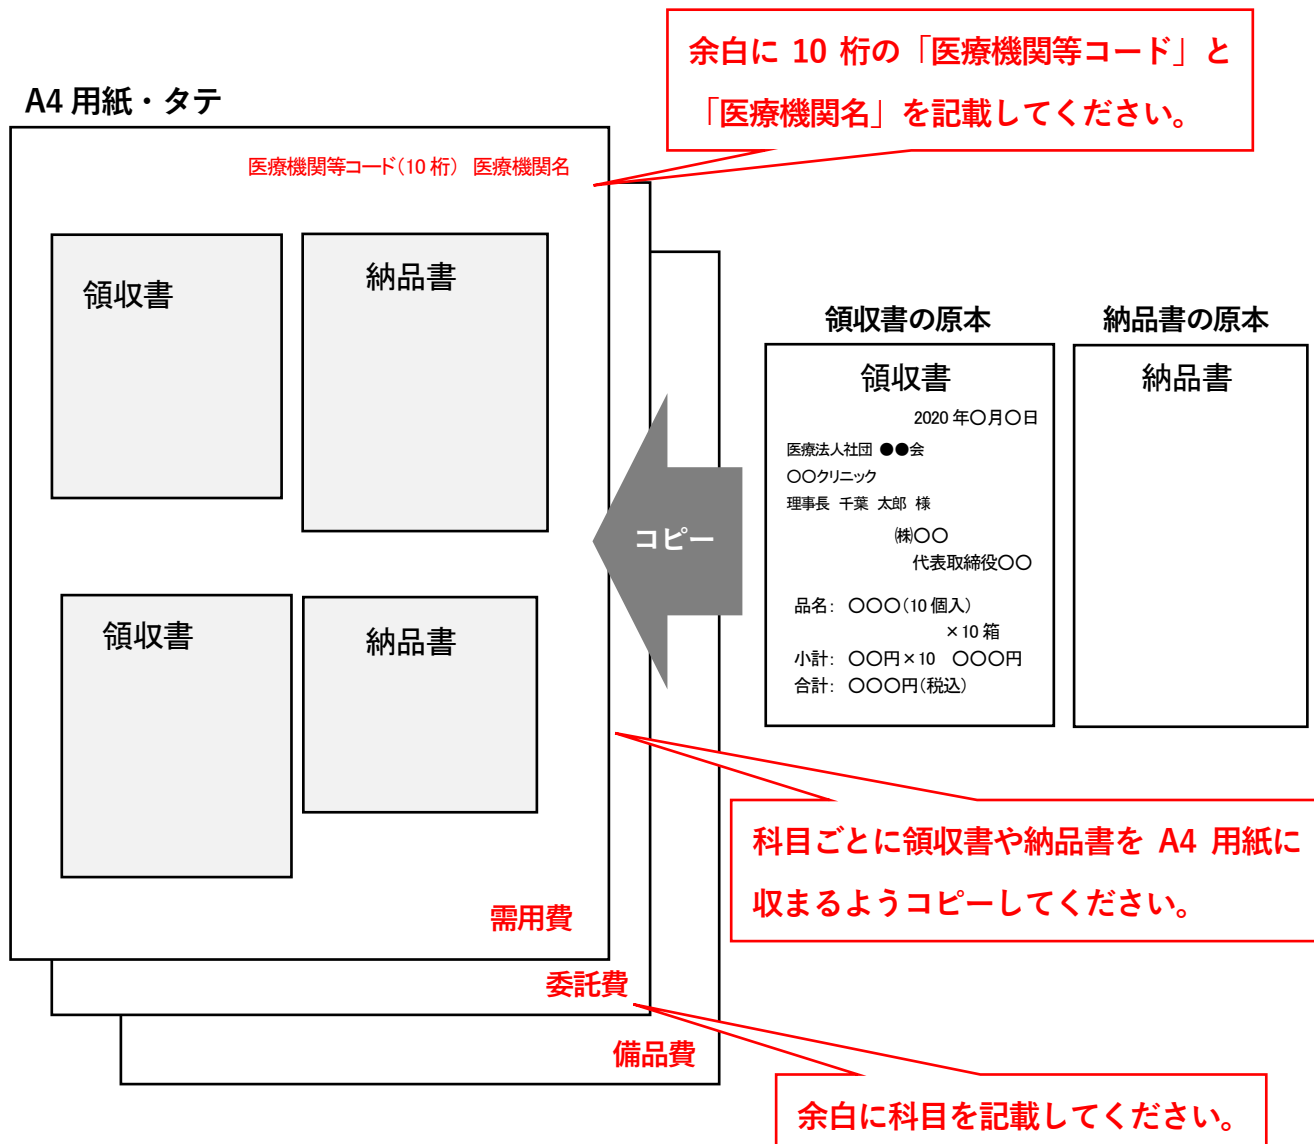 余白に 10 桁の「医療機関等コード」と
「医療機関名」を記載してください。
A4 用紙・タテ
医療機関等コード（10 桁） 医療機関名
領収書
納品書
領収書
納品書
需用費
委託費
備品費
コピー
領収書の原本
領収書
2020 年〇月〇日
医療法人社団 ●●会
〇〇クリニック
理事長 千葉 太郎 様
㈱〇〇
代表取締役〇〇
品名： 〇〇〇（10 個入）
×10 箱
小計： 〇〇円×10 〇〇〇円
合計： 〇〇〇円（税込）
納品書の原本
納品書
科目ごとに領収書や納品書を A4 用紙に
収まるようコピーしてください。
余白に科目を記載してください。